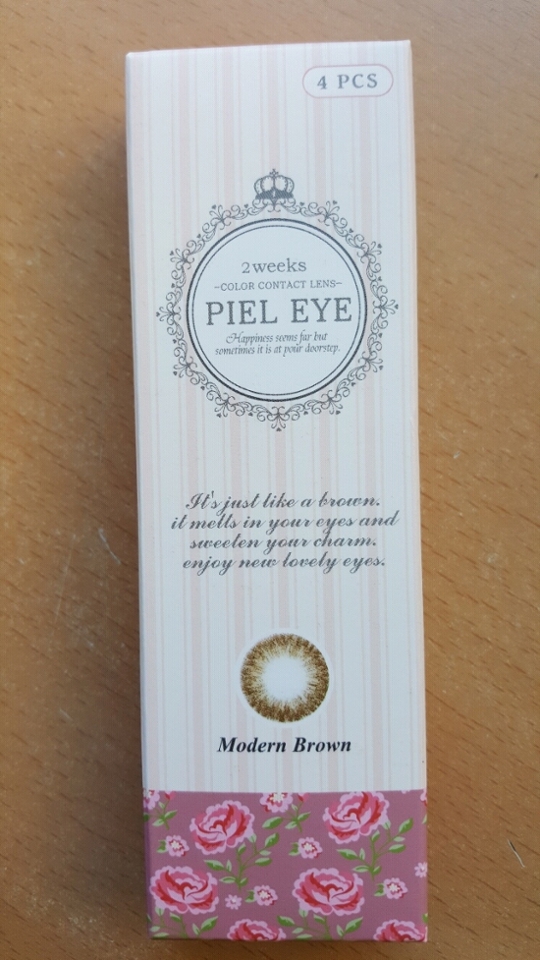 4 PCS
2weeks
~COLOR CONTACT LENS~
PIEL EYE
Happiness seems far but
sometimes it is at pour doorstep.
It's just like a brown.
it melts in your eyes and
sweeten your charm.
enjoy new lovely eyes.
Modern Brown